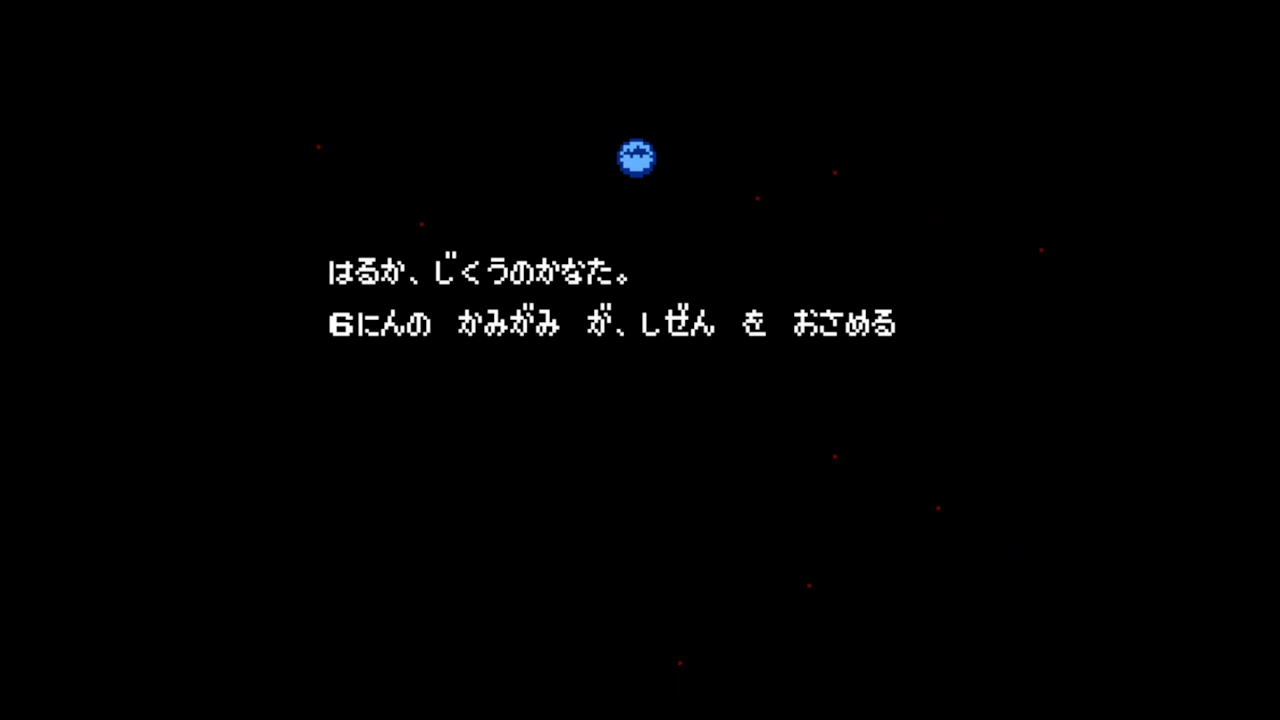 はるか、じくうのかなた。
6にんの　かみがみ　が、しぜん　を　おさめる